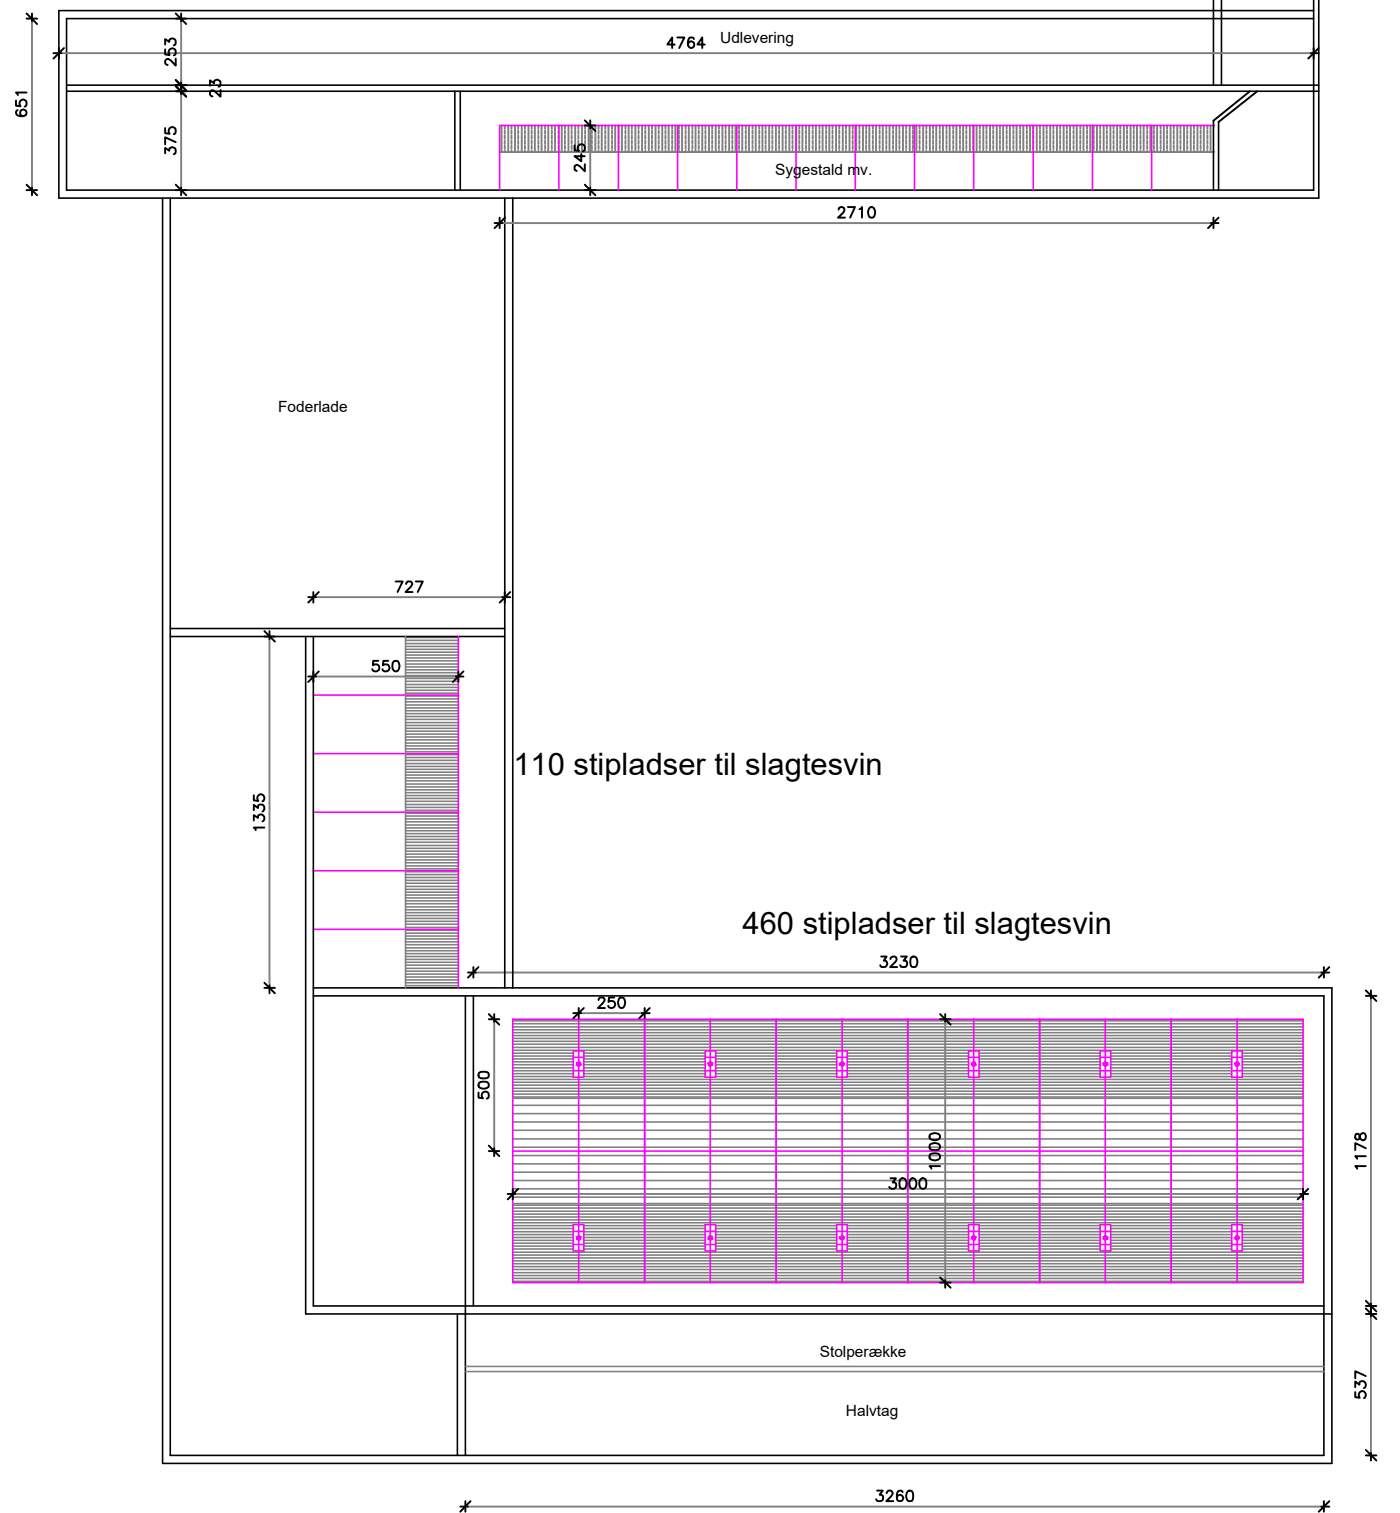 Udlevering
4764
253
23
651
375
245
Sygestald mv.
2710
Foderlade
727
550
110 stipladser til slagtesvin
1335
460 stipladser til slagtesvin
3230
250
500
1000
1178
3000
Stolperække
537
Halvtag
3260